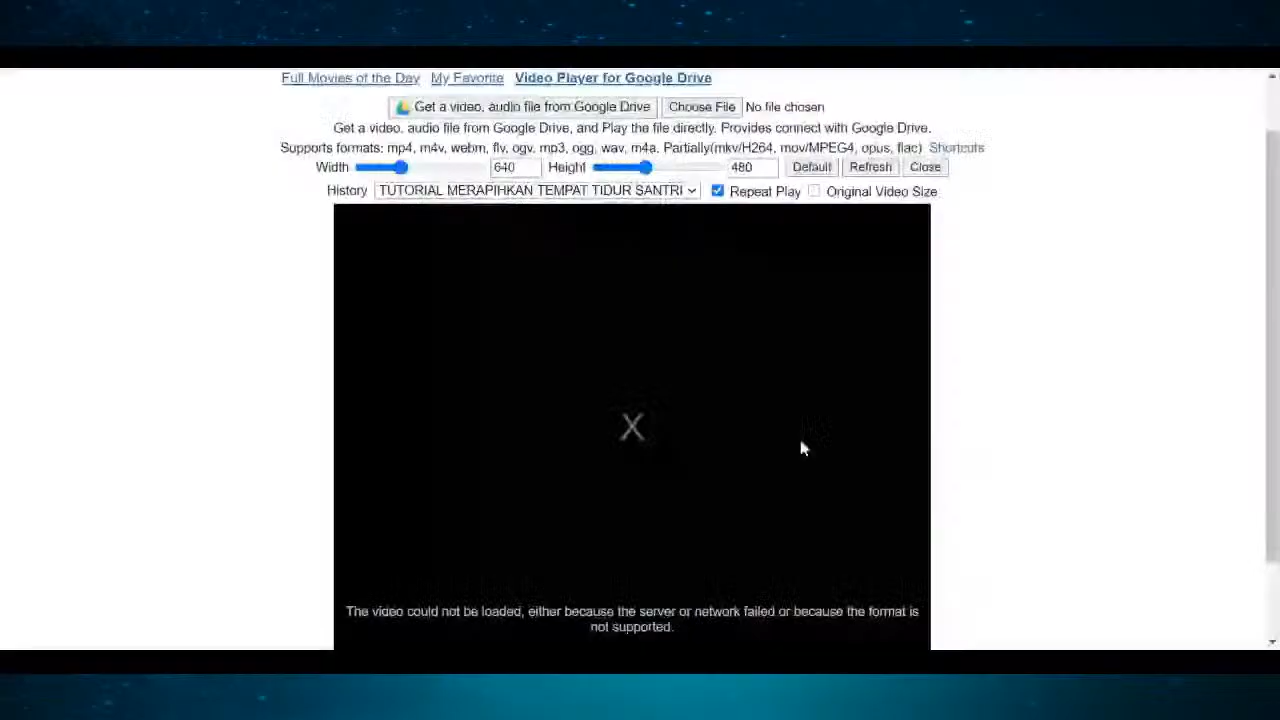 Full Movies of the Day My Favorite Video Player for Google Drive
Get a video, audio file from Google Drive Choose File No file chosen
Get a video, audio file from Google Drive, and Play the file directly. Provides connect with Google Drive.
Supports formats: mp4, m4v, webm, flv, ogv, mp3, ogg, wav, m4a, Partially(mkv/H264, mov/MPEG4, opus, flac) Shortcuts
Width 640 Height 480 Default Refresh Close
History TUTORIAL MERAPIHKAN TEMPAT TIDUR SANTRI Repeat Play Original Video Size
The video could not be loaded, either because the server or network failed or because the format is
not supported.